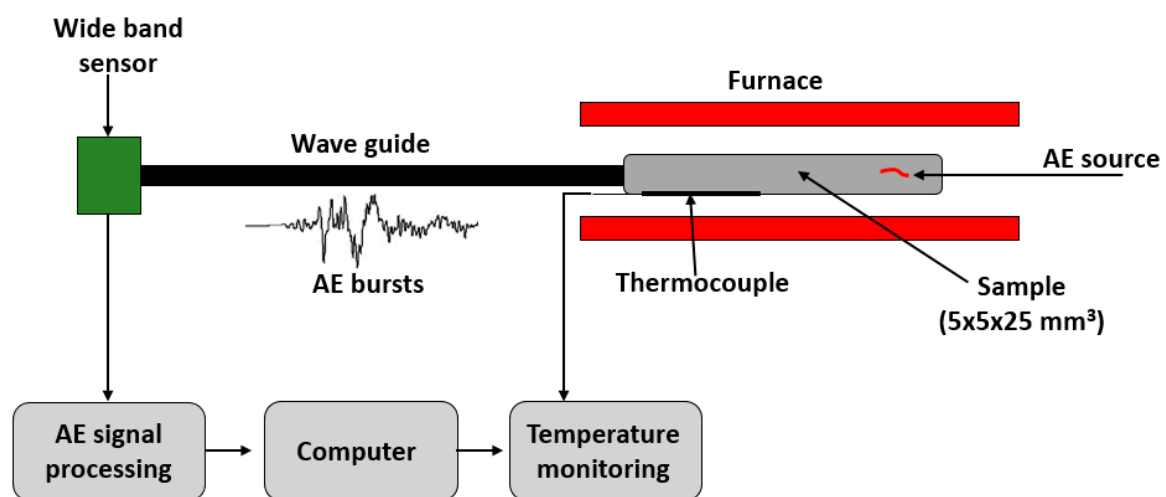 Wide band
sensor
Furnace
Wave guide
AE source
AE bursts
Thermocouple
Sample
(5x5x25 mm³)
AE signal
processing
Computer
Temperature
monitoring